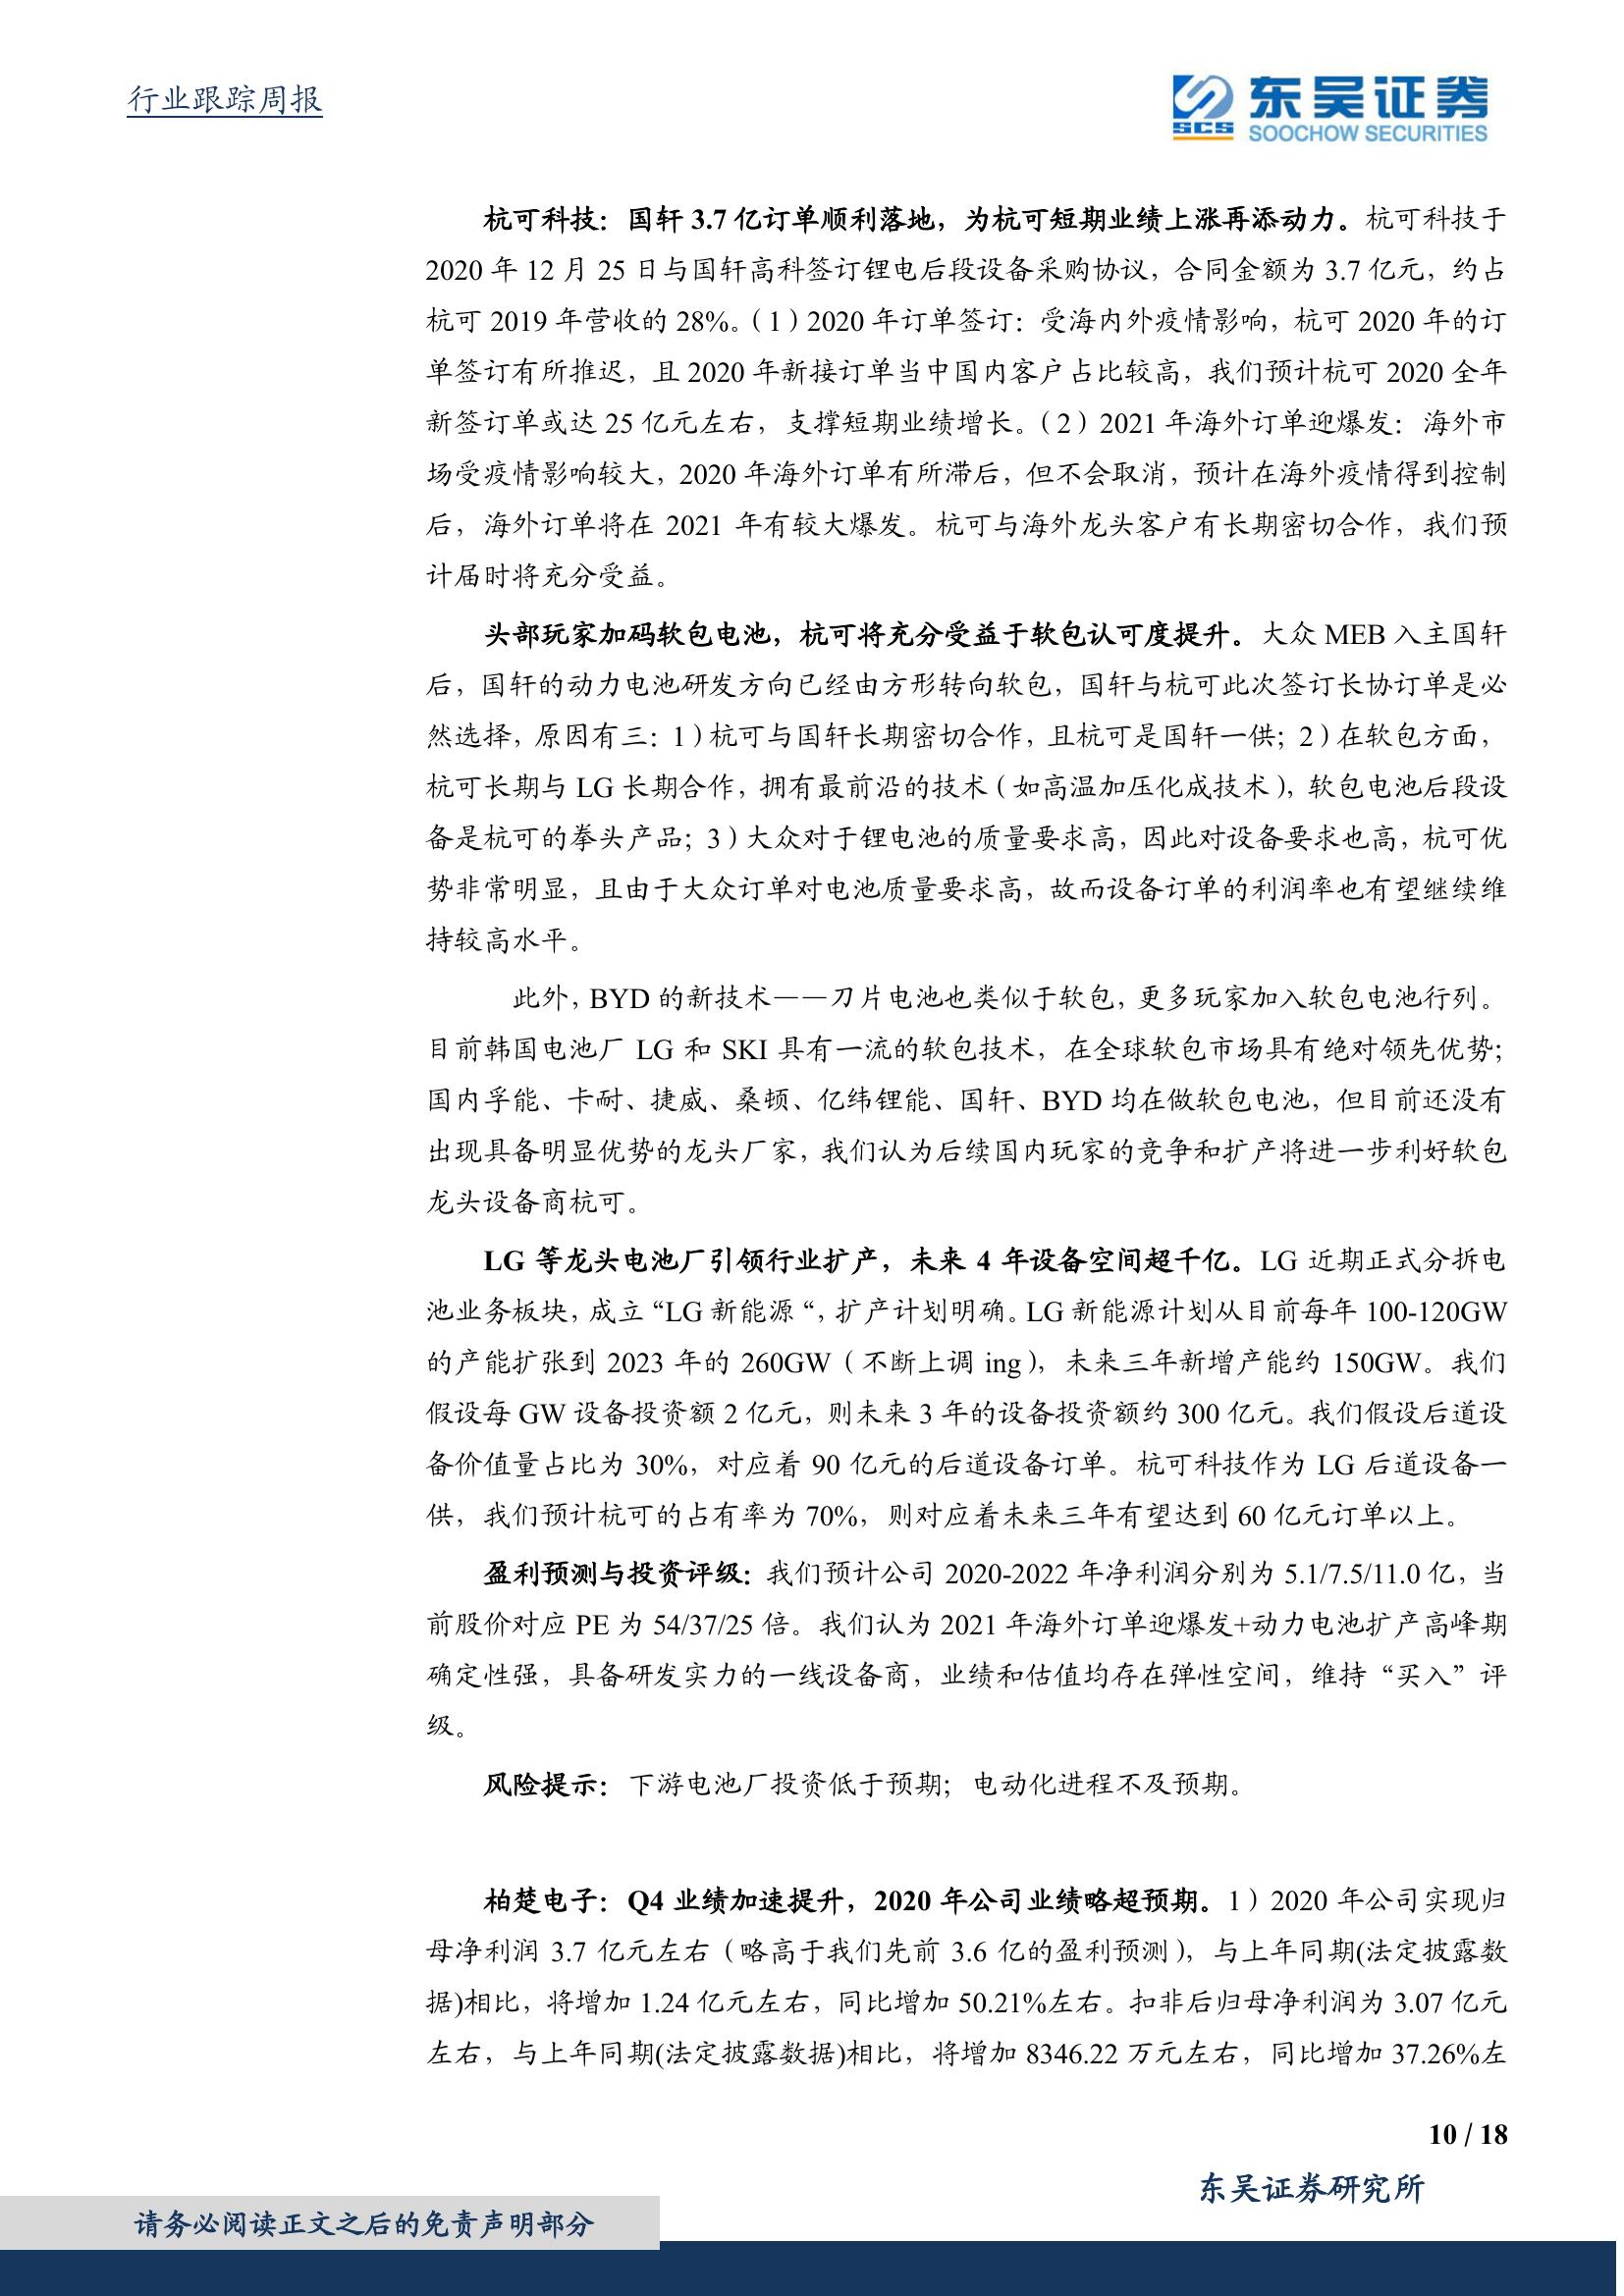 行业跟踪周报
东吴证券
SCS
SOOCHOW SECURITIES
杭可科技：国轩 3.7 亿订单顺利落地，为杭可短期业绩上涨再添动力。杭可科技于
2020 年 12 月 25 日与国轩高科签订锂电后段设备采购协议，合同金额为 3.7 亿元，约占
杭可 2019 年营收的 28%。（1）2020 年订单签订：受海内外疫情影响，杭可 2020 年的订
单签订有所推迟，且 2020 年新接订单当中国内客户占比较高，我们预计杭可 2020 全年
新签订单或达 25 亿元左右，支撑短期业绩增长。（2）2021 年海外订单迎爆发：海外市
场受疫情影响较大，2020 年海外订单有所滞后，但不会取消，预计在海外疫情得到控制
后，海外订单将在 2021 年有较大爆发。杭可与海外龙头客户有长期密切合作，我们预
计届时将充分受益。
头部玩家加码软包电池，杭可将充分受益于软包认可度提升。大众 MEB 入主国轩
后，国轩的动力电池研发方向已经由方形转向软包，国轩与杭可此次签订长协订单是必
然选择，原因有三：1）杭可与国轩长期密切合作，且杭可是国轩一供；2）在软包方面，
杭可长期与 LG 长期合作，拥有最前沿的技术（如高温加压化成技术），软包电池后段设
备是杭可的拳头产品；3）大众对于锂电池的质量要求高，因此对设备要求也高，杭可优
势非常明显，且由于大众订单对电池质量要求高，故而设备订单的利润率也有望继续维
持较高水平。
此外，BYD 的新技术——刀片电池也类似于软包，更多玩家加入软包电池行列。
目前韩国电池厂 LG 和 SKI 具有一流的软包技术，在全球软包市场具有绝对领先优势；
国内孚能、卡耐、捷威、桑顿、亿纬锂能、国轩、BYD 均在做软包电池，但目前还没有
出现具备明显优势的龙头厂家，我们认为后续国内玩家的竞争和扩产将进一步利好软包
龙头设备商杭可。
LG 等龙头电池厂引领行业扩产，未来 4 年设备空间超千亿。LG 近期正式分拆电
池业务板块，成立“LG 新能源“，扩产计划明确。LG 新能源计划从目前每年 100-120GW
的产能扩张到 2023 年的 260GW（不断上调 ing），未来三年新增产能约 150GW。我们
假设每 GW 设备投资额 2 亿元，则未来 3 年的设备投资额约 300 亿元。我们假设后道设
备价值量占比为 30%，对应着 90 亿元的后道设备订单。杭可科技作为 LG 后道设备一
供，我们预计杭可的占有率为 70%，则对应着未来三年有望达到 60 亿元订单以上。
盈利预测与投资评级：我们预计公司 2020-2022 年净利润分别为 5.1/7.5/11.0 亿，当
前股价对应 PE 为 54/37/25 倍。我们认为 2021 年海外订单迎爆发+动力电池扩产高峰期
确定性强，具备研发实力的一线设备商，业绩和估值均存在弹性空间，维持“买入”评
级。
风险提示：下游电池厂投资低于预期；电动化进程不及预期。
柏楚电子：Q4 业绩加速提升，2020 年公司业绩略超预期。1）2020 年公司实现归
母净利润 3.7 亿元左右（略高于我们先前 3.6 亿的盈利预测），与上年同期(法定披露数
据)相比，将增加 1.24 亿元左右，同比增加 50.21%左右。扣非后归母净利润为 3.07 亿元
左右，与上年同期(法定披露数据)相比，将增加 8346.22 万元左右，同比增加 37.26%左
10 / 18
东吴证券研究所
请务必阅读正文之后的免责声明部分